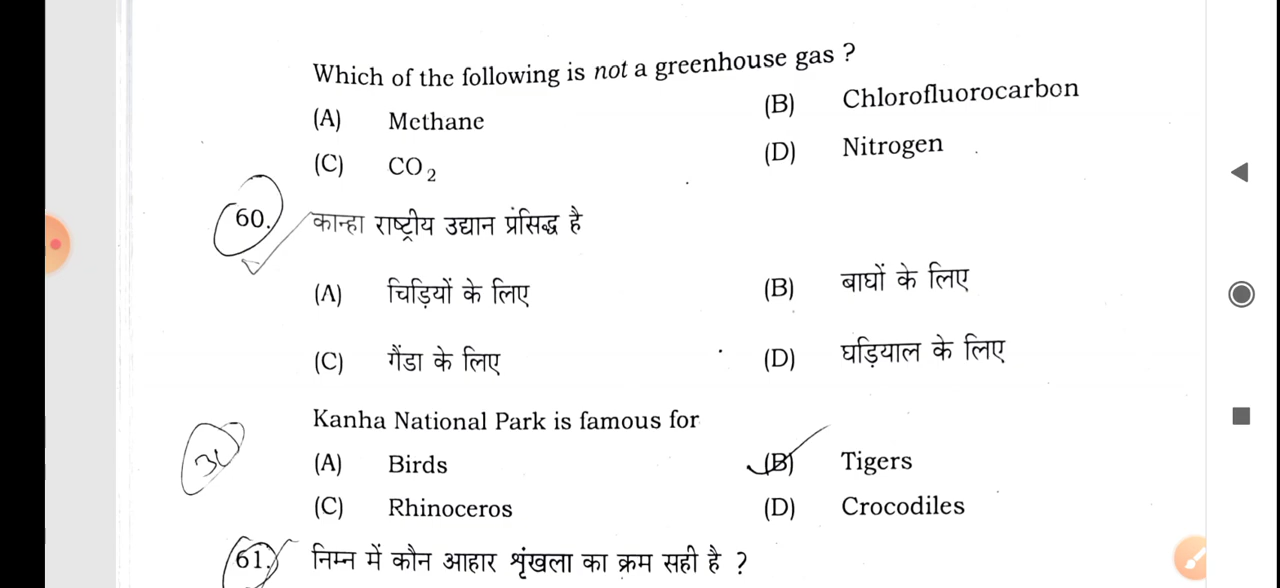 Which of the following is not a greenhouse gas ?
(A) Methane (B) Chlorofluorocarbon
(C) CO2 (D) Nitrogen
60. कान्हा राष्ट्रीय उद्यान प्रंसिद्ध है
(A) चिड़ियों के लिए (B) बाघों के लिए
(C) गैंडा के लिए (D) घड़ियाल के लिए
Kanha National Park is famous for
(A) Birds (B) Tigers
(C) Rhinoceros (D) Crocodiles
61. निम्न में कौन आहार शृंखला का क्रम सही है ?